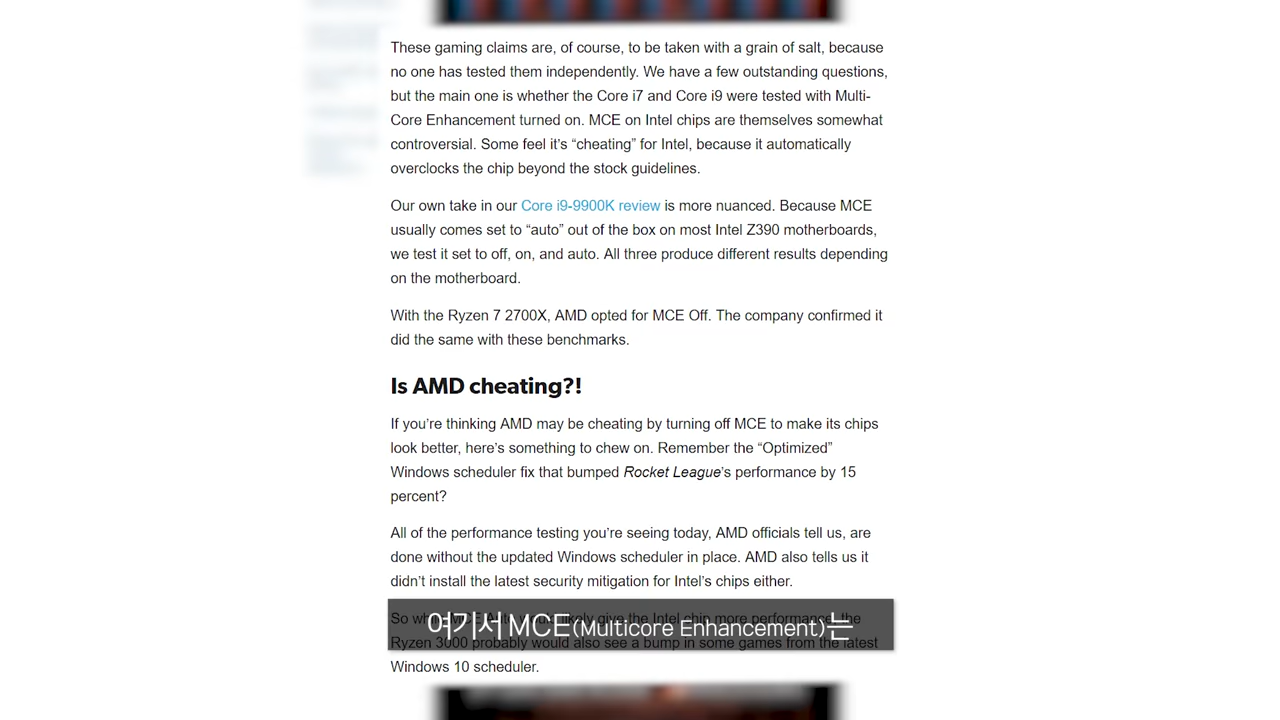 These gaming claims are, of course, to be taken with a grain of salt, because
no one has tested them independently. We have a few outstanding questions,
but the main one is whether the Core i7 and Core i9 were tested with Multi-
Core Enhancement turned on. MCE on Intel chips are themselves somewhat
controversial. Some feel it's “cheating” for Intel, because it automatically
overclocks the chip beyond the stock guidelines.
Our own take in our Core i9-9900K review is more nuanced. Because MCE
usually comes set to “auto” out of the box on most Intel Z390 motherboards,
we test it set to off, on, and auto. All three produce different results depending
on the motherboard.
With the Ryzen 7 2700X, AMD opted for MCE Off. The company confirmed it
did the same with these benchmarks.
Is AMD cheating?!
If you're thinking AMD may be cheating by turning off MCE to make its chips
look better, here's something to chew on. Remember the “Optimized”
Windows scheduler fix that bumped Rocket League's performance by 15
percent?
All of the performance testing you're seeing today, AMD officials tell us, are
done without the updated Windows scheduler in place. AMD also tells us it
didn't install the latest security mitigation for Intel's chips either.
So likely give the Intel chip more performance, the
여기서 MCE(Multicore Enhancement)는
Ryzen 3000 probably would also see a bump in some games from the latest
Windows 10 scheduler.